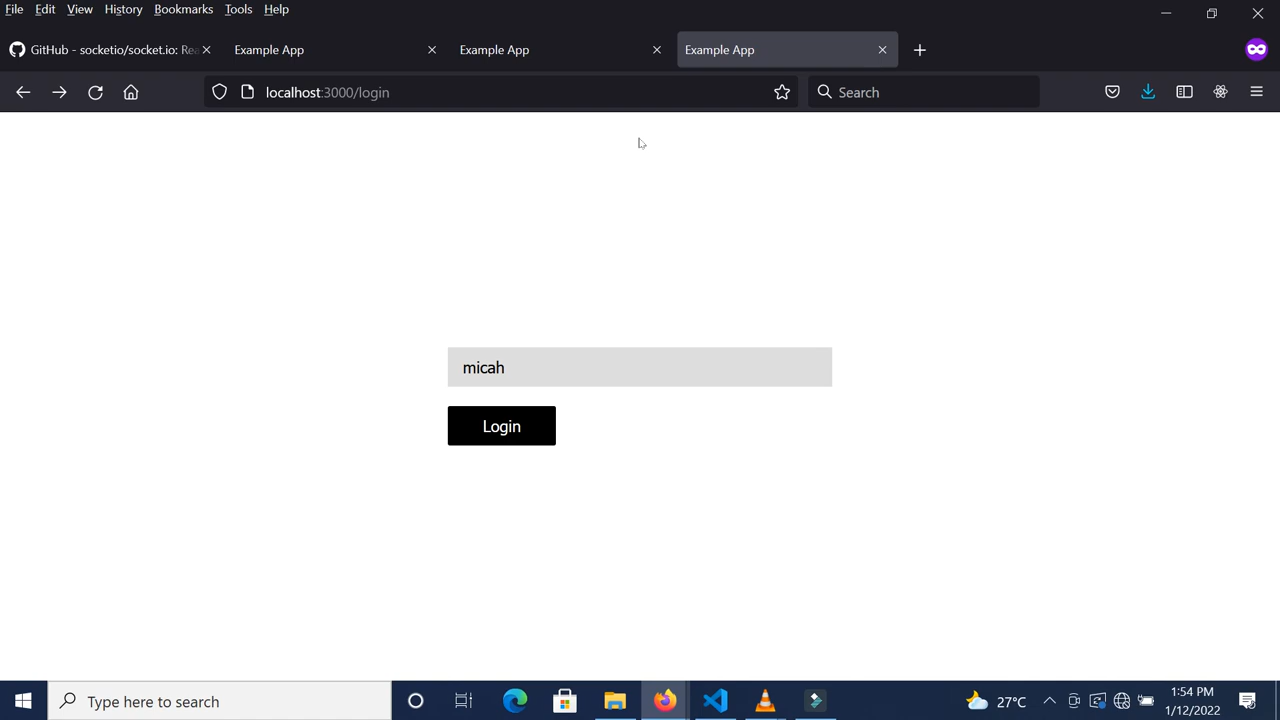 File Edit View History Bookmarks Tools Help
GitHub - socketio/socket.io: Rea
Example App
Example App
Example App
localhost:3000/login
Search
micah
Login
Type here to search
27°C
1:54 PM
1/12/2022